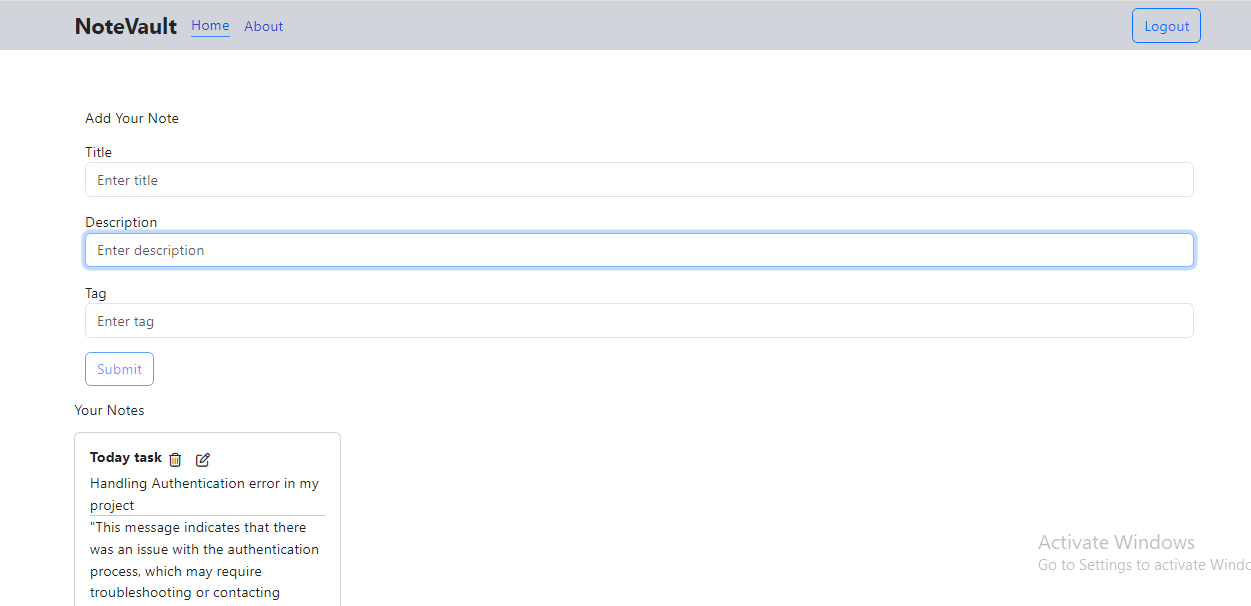 NoteVault Home About Logout
Add Your Note
Title
Enter title
Description
Enter description
Tag
Enter tag
Submit
Your Notes
Today task
Handling Authentication error in my
project
"This message indicates that there
was an issue with the authentication
process, which may require
troubleshooting or contacting
Activate Windows
Go to Settings to activate Windo